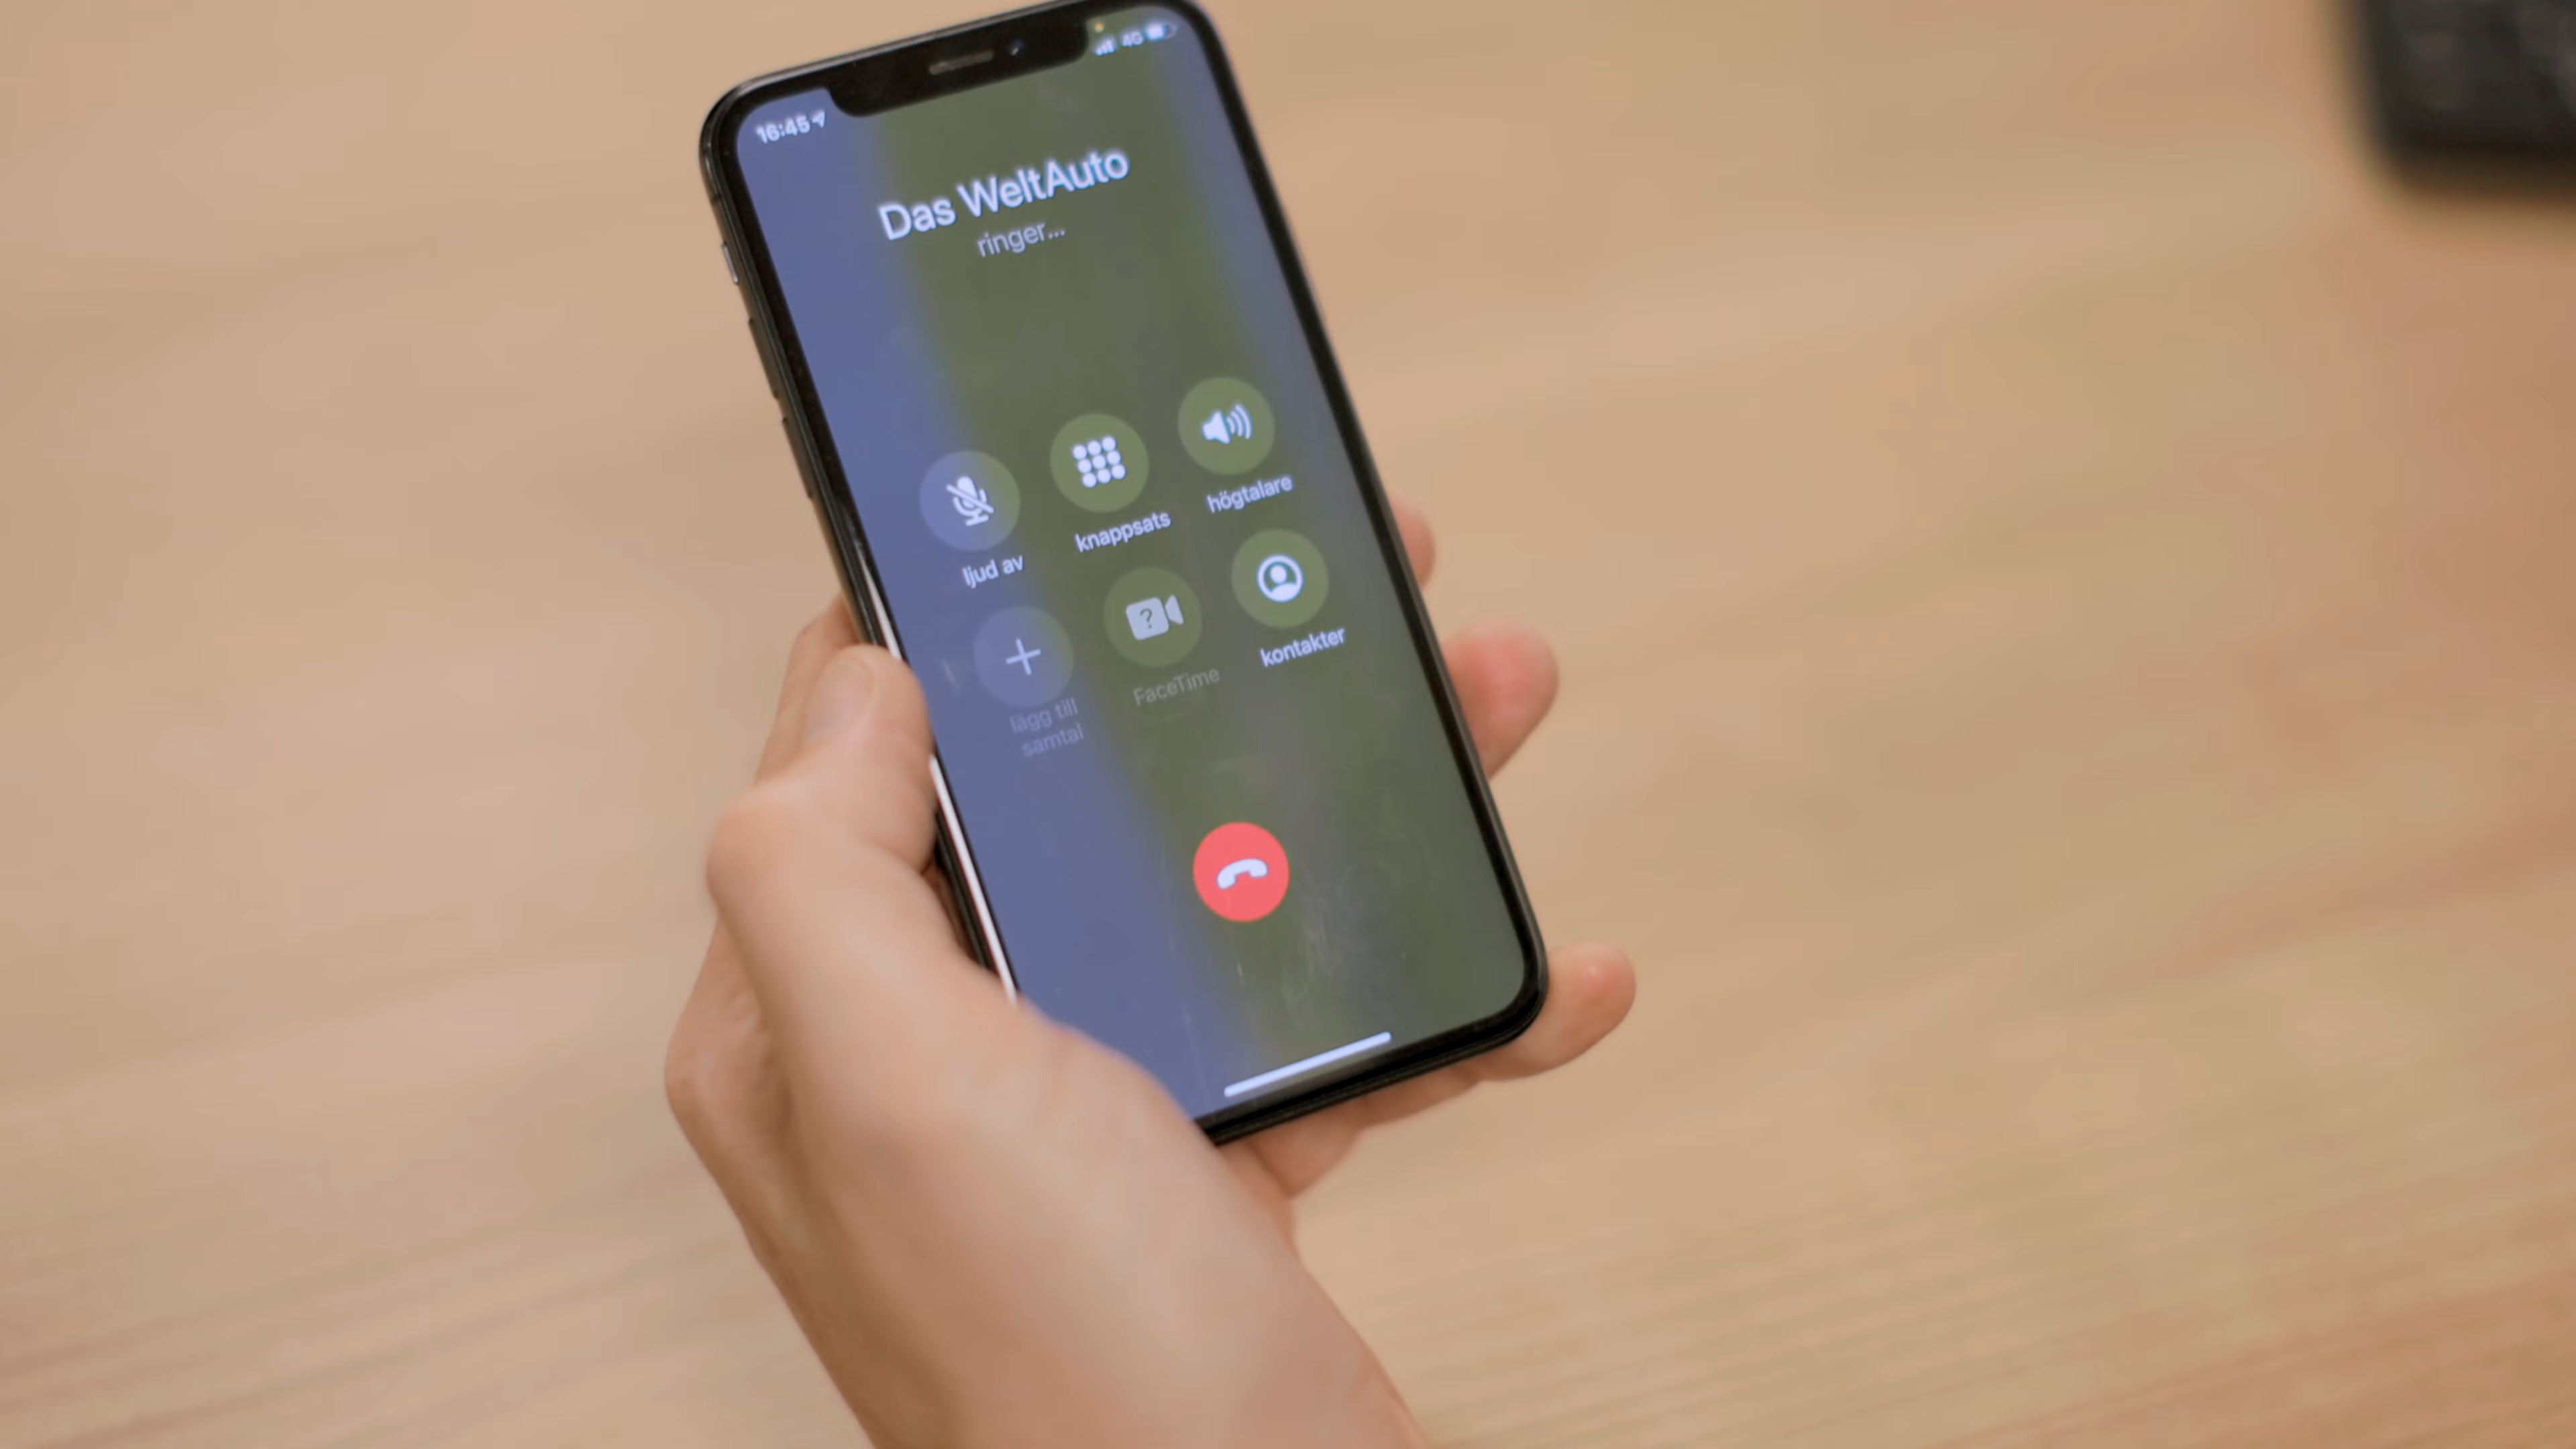 16:45
4G
Das WeltAuto
ringer...
ljud av
knappsats
högtalare
lägg till
samtal
FaceTime
kontakter